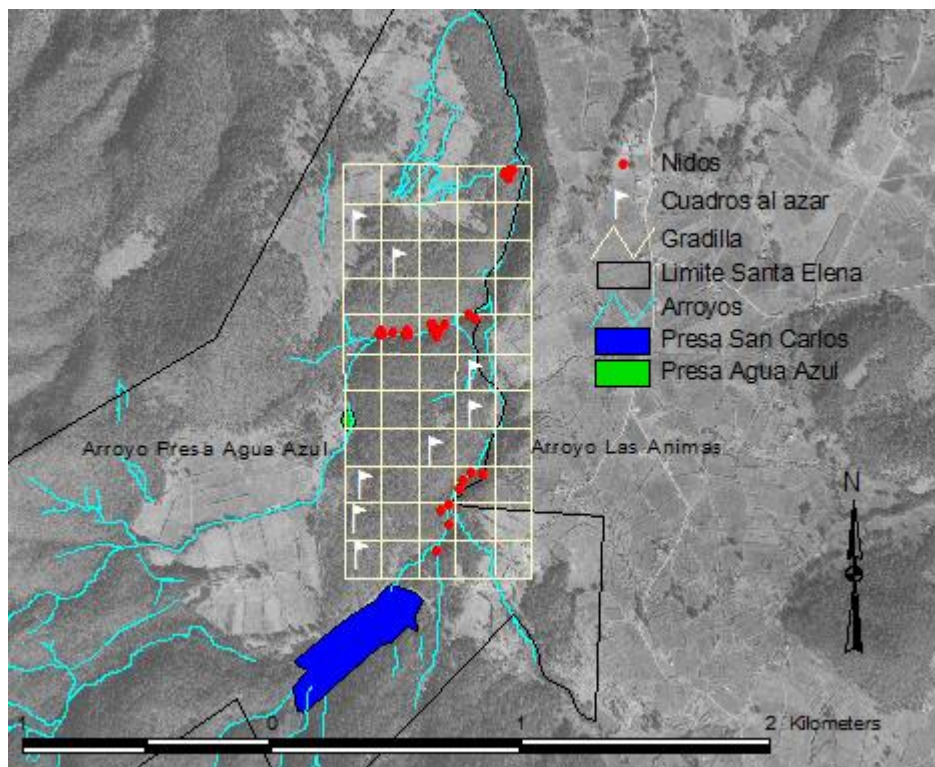 Nidos
Cuadros al azar
Gradilla
Limite Santa Elena
Arroyos
Presa San Carlos
Presa Agua Azul
Arroyo Presa Agua Azul
Arroyo Las Animas
N
1 0 1 2 Kilometers